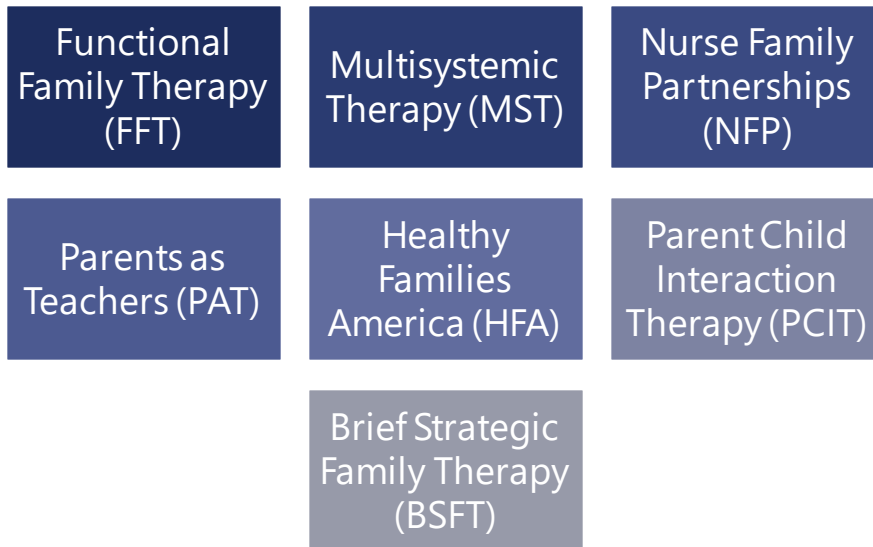 Functional
Family Therapy
(FFT)
Multisystemic
Therapy (MST)
Nurse Family
Partnerships
(NFP)
Parents as
Teachers (PAT)
Healthy
Families
America (HFA)
Parent Child
Interaction
Therapy (PCIT)
Brief Strategic
Family Therapy
(BSFT)